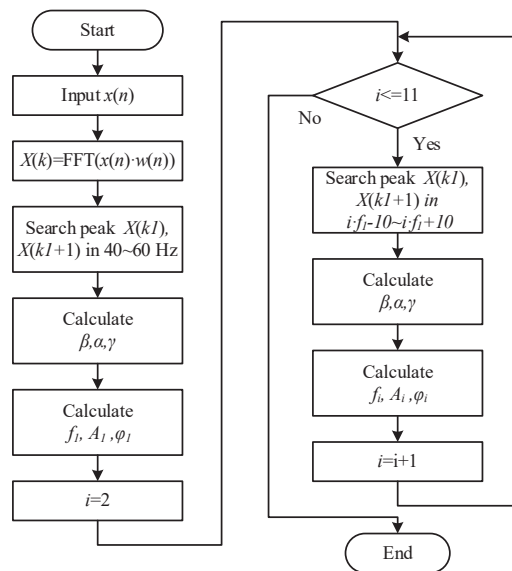 Start
Input x(n)
X(k)=FFT(x(n)·w(n))
Search peak X(k1),
X(k1+1) in 40~60 Hz
Calculate
β,α,γ
Calculate
f1, A1 ,φ1
i=2
i<=11
No
Yes
Search peak X(k1),
X(k1+1) in
i·f1-10~i·f1+10
Calculate
β,α,γ
Calculate
fi, Ai ,φi
i=i+1
End